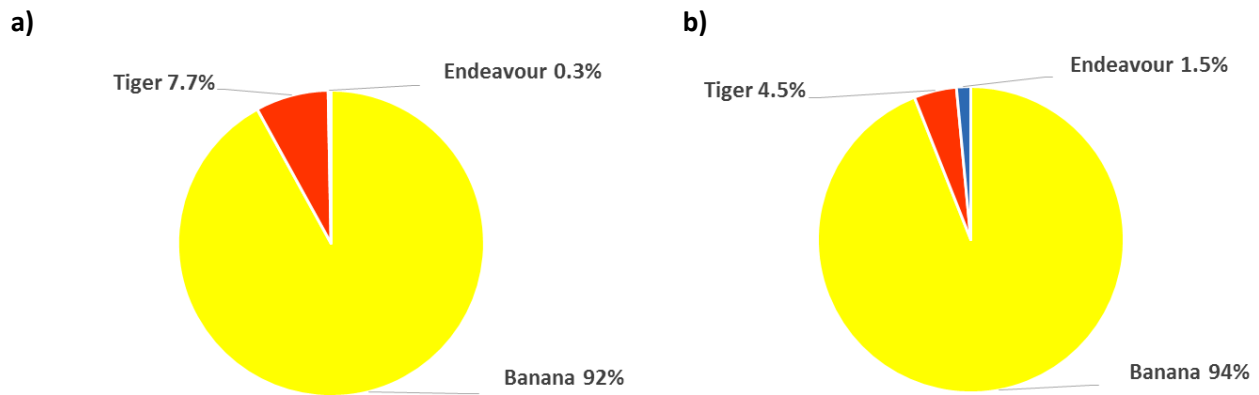 a)
Tiger 7.7%
Endeavour 0.3%
Banana 92%
b)
Tiger 4.5%
Endeavour 1.5%
Banana 94%